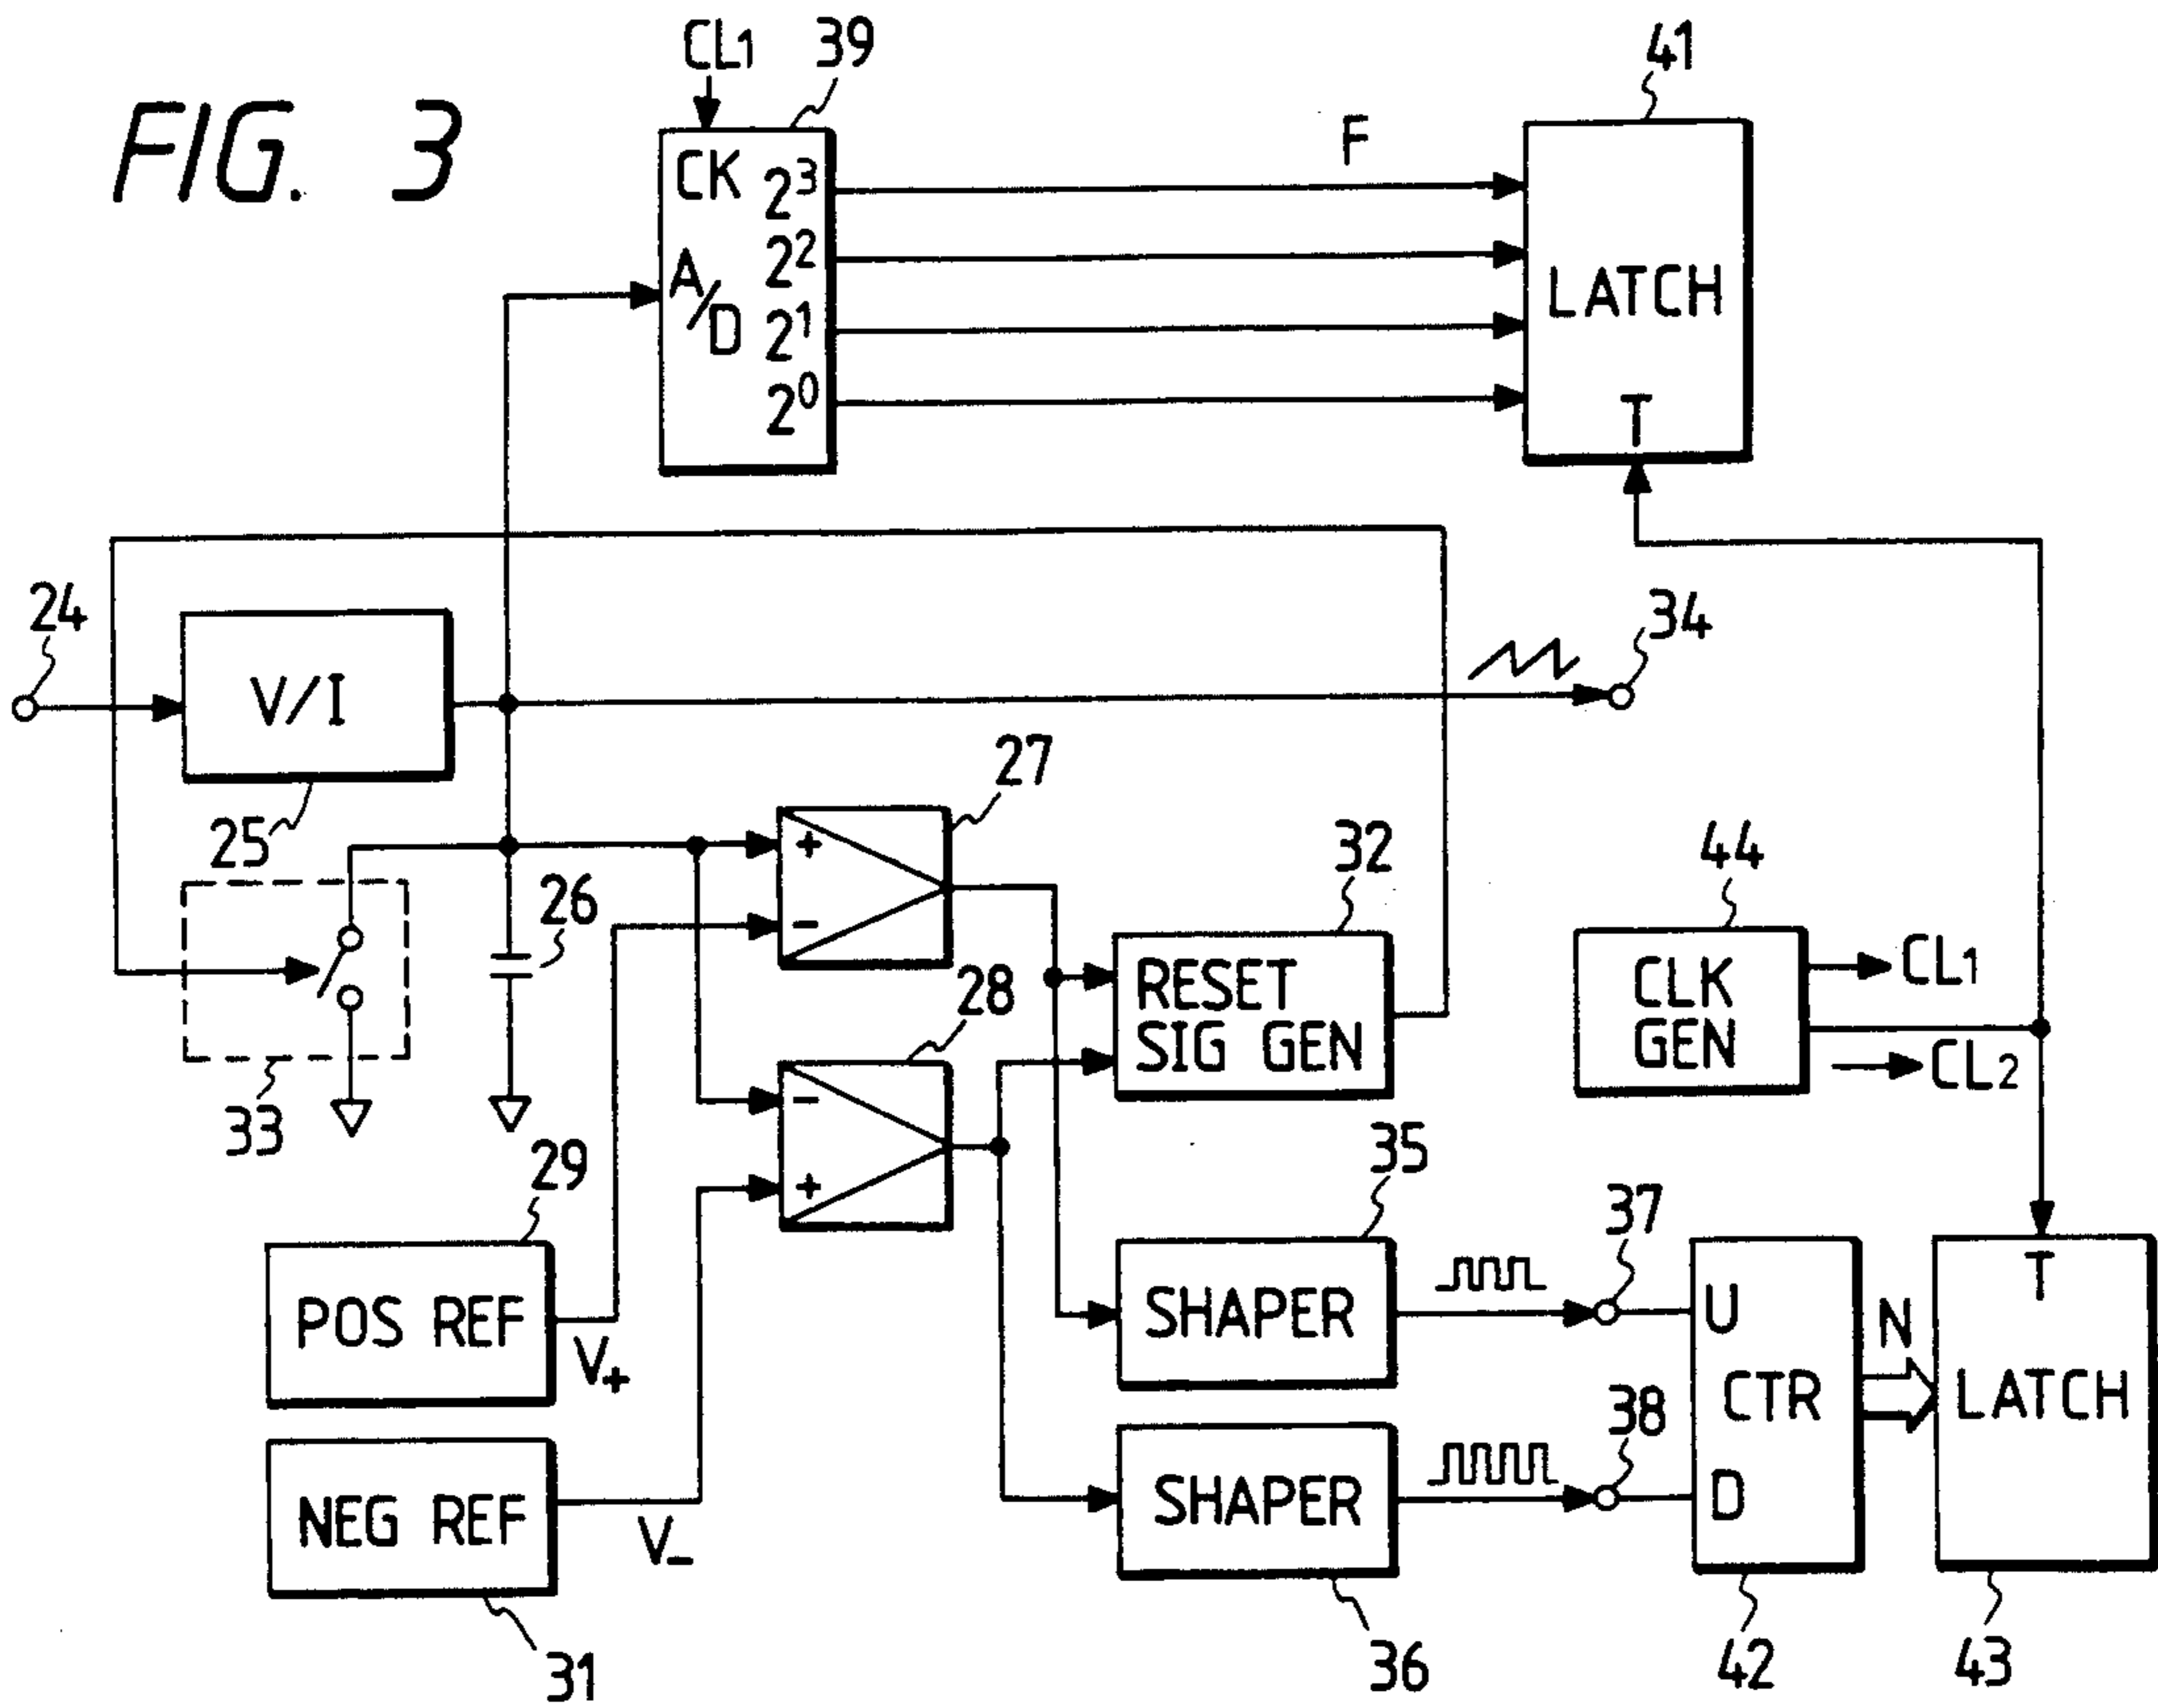 FIG. 3
CL1
39
41
CK
2³
2²
2¹
2⁰
A/D
F
LATCH
T
24
V/I
25
34
27
+
−
26
33
28
−
+
32
RESET
SIG GEN
44
CLK
GEN
CL1
CL2
29
POS REF
V+
NEG REF
V−
31
35
SHAPER
37
SHAPER
36
38
U
CTR
D
42
N
T
LATCH
43